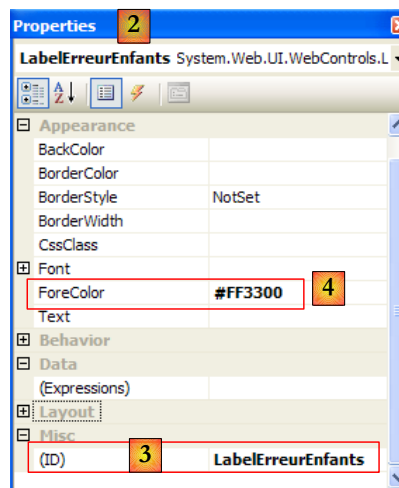 Properties 2
LabelErreurEnfants System.Web.UI.WebControls.L
Appearance
BackColor
BorderColor
BorderStyle NotSet
BorderWidth
CssClass
Font
ForeColor #FF3300 4
Text
Behavior
Data
(Expressions)
Layout
Misc
(ID) 3 LabelErreurEnfants